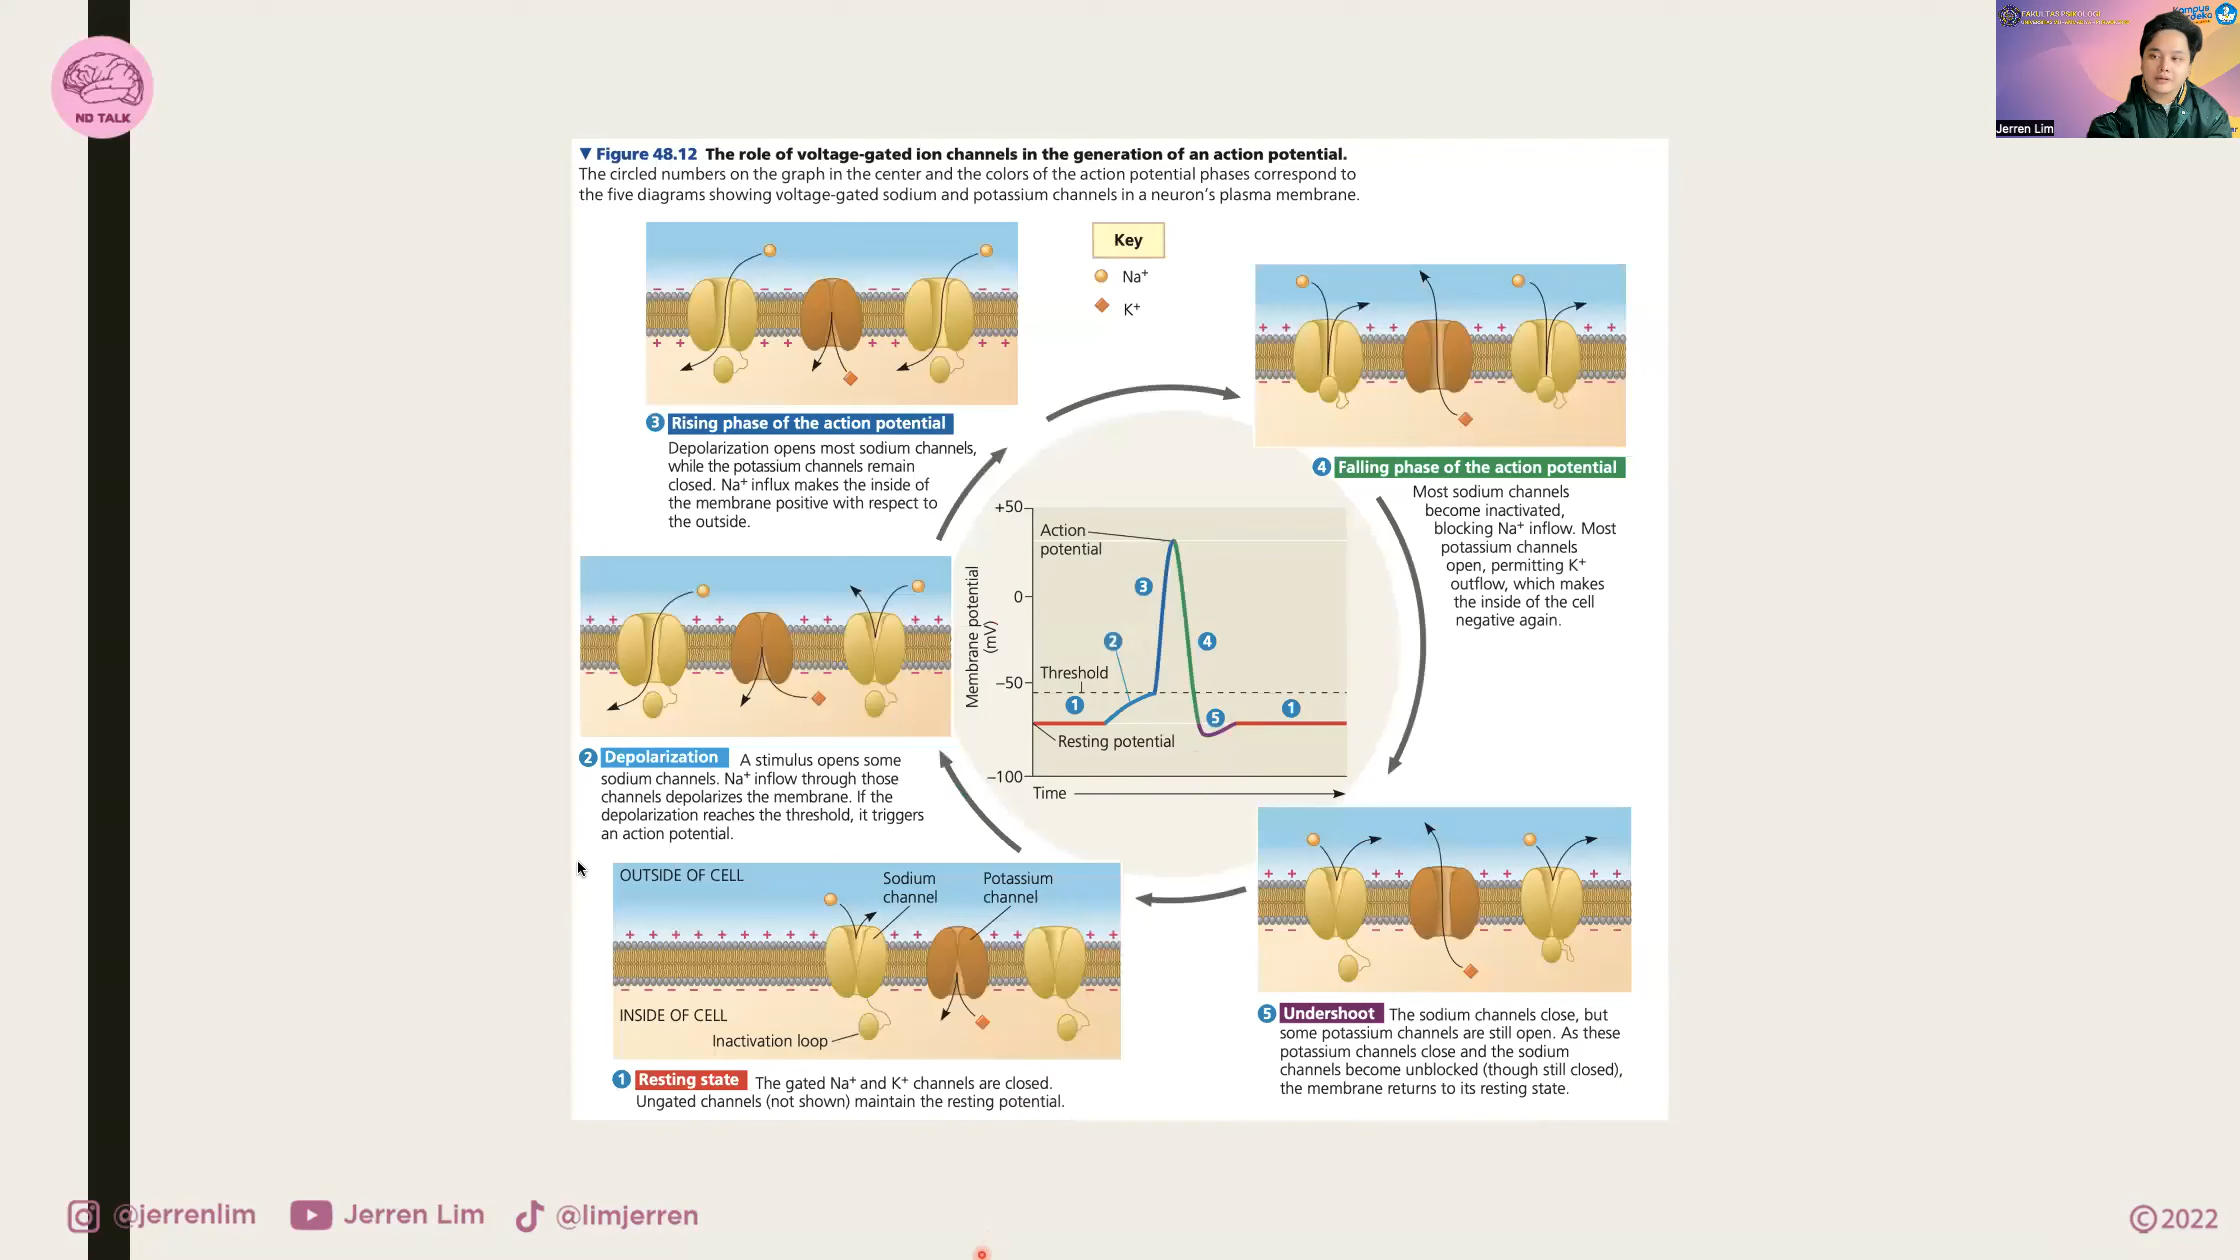 ND TALK
FAKULTAS PSIKOLOGI
Kampus
Merdeka
Jerren Lim
▼ Figure 48.12 The role of voltage-gated ion channels in the generation of an action potential.
The circled numbers on the graph in the center and the colors of the action potential phases correspond to
the five diagrams showing voltage-gated sodium and potassium channels in a neuron's plasma membrane.
Key
Na⁺
K⁺
3 Rising phase of the action potential
Depolarization opens most sodium channels,
while the potassium channels remain
closed. Na⁺ influx makes the inside of
the membrane positive with respect to
the outside.
4 Falling phase of the action potential
Most sodium channels
become inactivated,
blocking Na⁺ inflow. Most
potassium channels
open, permitting K⁺
outflow, which makes
the inside of the cell
negative again.
+50
Action
potential
3
0
2
4
Membrane potential
(mV)
Threshold
−50
1
5
1
Resting potential
−100
Time
2 Depolarization A stimulus opens some
sodium channels. Na⁺ inflow through those
channels depolarizes the membrane. If the
depolarization reaches the threshold, it triggers
an action potential.
OUTSIDE OF CELL
Sodium
channel
Potassium
channel
INSIDE OF CELL
Inactivation loop
1 Resting state The gated Na⁺ and K⁺ channels are closed.
Ungated channels (not shown) maintain the resting potential.
5 Undershoot The sodium channels close, but
some potassium channels are still open. As these
potassium channels close and the sodium
channels become unblocked (though still closed),
the membrane returns to its resting state.
@jerrenlim
Jerren Lim
@limjerren
©2022